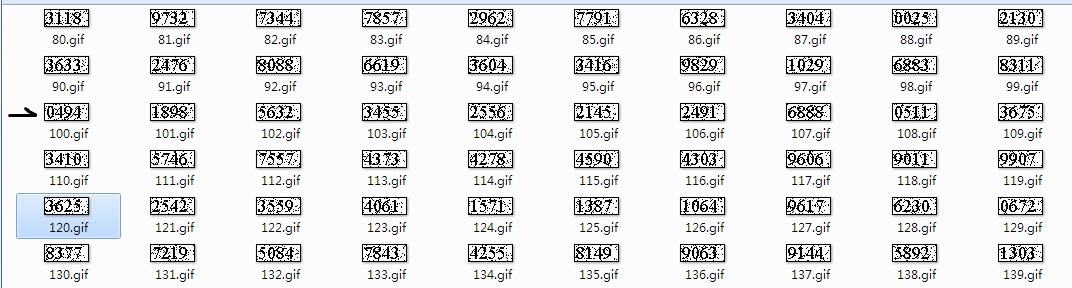 3118 9732 7344 7857 2962 7791 6328 3404 0025 2130
80.gif 81.gif 82.gif 83.gif 84.gif 85.gif 86.gif 87.gif 88.gif 89.gif
3633 2476 8088 6619 3604 3416 9829 1029 6883 8311
90.gif 91.gif 92.gif 93.gif 94.gif 95.gif 96.gif 97.gif 98.gif 99.gif
0494 1898 5632 3455 2556 2145 2491 6888 0511 3675
100.gif 101.gif 102.gif 103.gif 104.gif 105.gif 106.gif 107.gif 108.gif 109.gif
3410 5746 7557 4373 4278 4590 4303 9606 9011 9907
110.gif 111.gif 112.gif 113.gif 114.gif 115.gif 116.gif 117.gif 118.gif 119.gif
3625 2542 3559 4061 1571 1387 1064 9617 6230 0672
120.gif 121.gif 122.gif 123.gif 124.gif 125.gif 126.gif 127.gif 128.gif 129.gif
8377 7219 5084 7843 4255 8149 9063 9144 5892 1303
130.gif 131.gif 132.gif 133.gif 134.gif 135.gif 136.gif 137.gif 138.gif 139.gif